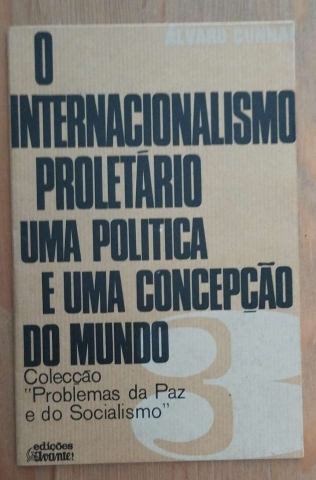 ÁLVARO CUNHAL
O
INTERNACIONALISMO
PROLETÁRIO
UMA POLITICA
E UMA CONCEPÇÃO
DO MUNDO
3
Colecção
"Problemas da Paz
e do Socialismo"
edições
Avante!